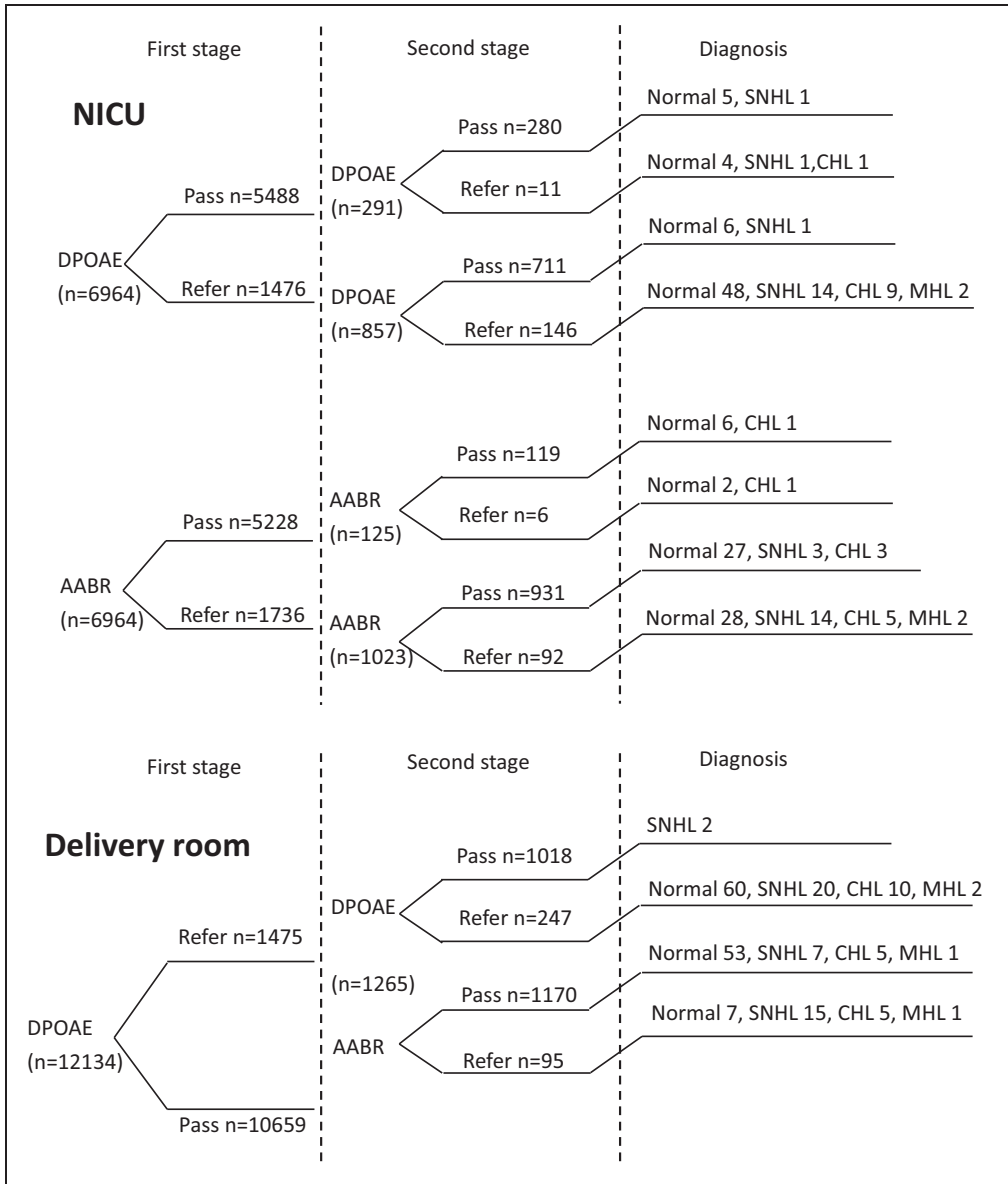 First stage
Second stage
Diagnosis
NICU
Normal 5, SNHL 1
Pass n=280
DPOAE
(n=291)
Normal 4, SNHL 1,CHL 1
Refer n=11
Pass n=5488
DPOAE
(n=6964)
Normal 6, SNHL 1
Pass n=711
Refer n=1476
DPOAE
(n=857)
Normal 48, SNHL 14, CHL 9, MHL 2
Refer n=146
Normal 6, CHL 1
Pass n=119
AABR
(n=125)
Normal 2, CHL 1
Refer n=6
Pass n=5228
AABR
(n=6964)
Normal 27, SNHL 3, CHL 3
Pass n=931
Refer n=1736
AABR
(n=1023)
Normal 28, SNHL 14, CHL 5, MHL 2
Refer n=92
First stage
Second stage
Diagnosis
Delivery room
SNHL 2
Pass n=1018
DPOAE
Normal 60, SNHL 20, CHL 10, MHL 2
Refer n=247
Refer n=1475
(n=1265)
Normal 53, SNHL 7, CHL 5, MHL 1
Pass n=1170
AABR
Normal 7, SNHL 15, CHL 5, MHL 1
Refer n=95
DPOAE
(n=12134)
Pass n=10659